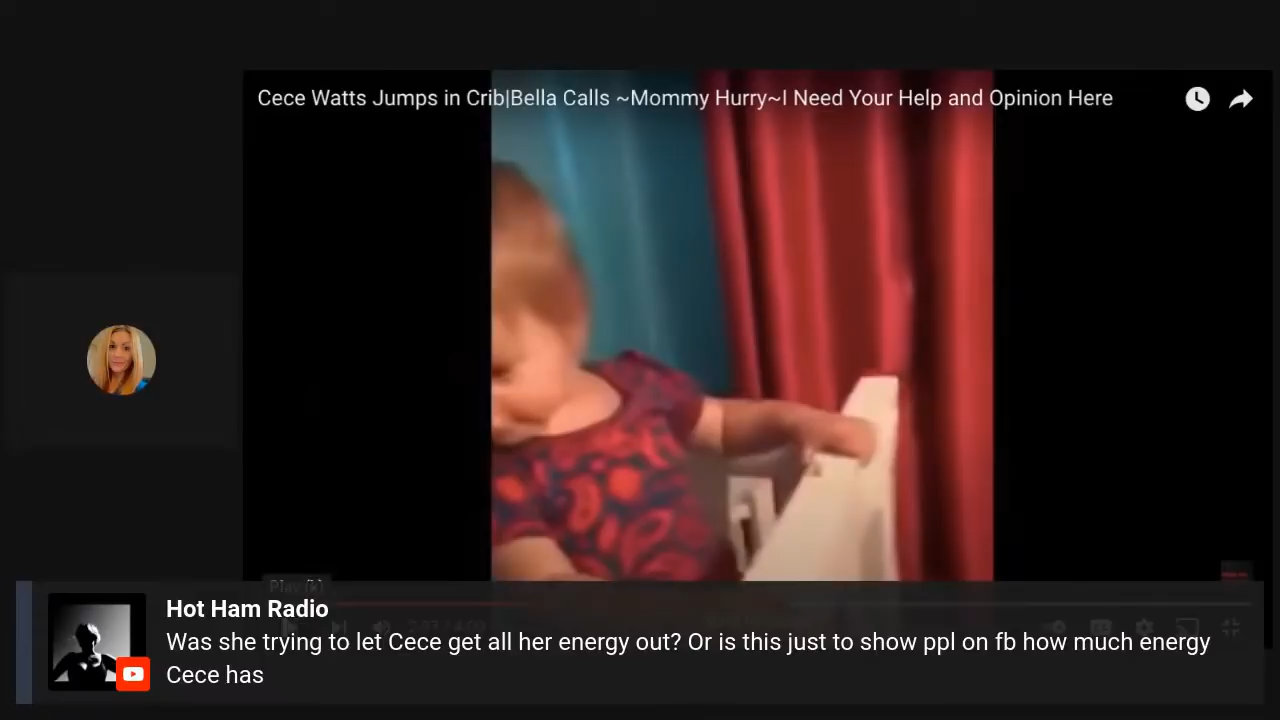 Cece Watts Jumps in Crib|Bella Calls ~Mommy Hurry~I Need Your Help and Opinion Here
Play (k)
Hot Ham Radio
Was she trying to let Cece get all her energy out? Or is this just to show ppl on fb how much energy
Cece has